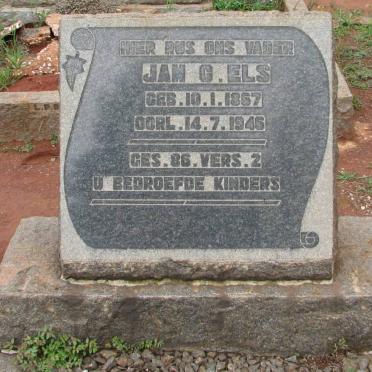 HIER RUS ONS VADER
JAN G. ELS
GEB. 10.1.1867
OORL. 14.7.1946
GES. 86. VERS. 2
U BEDROEFDE KINDERS